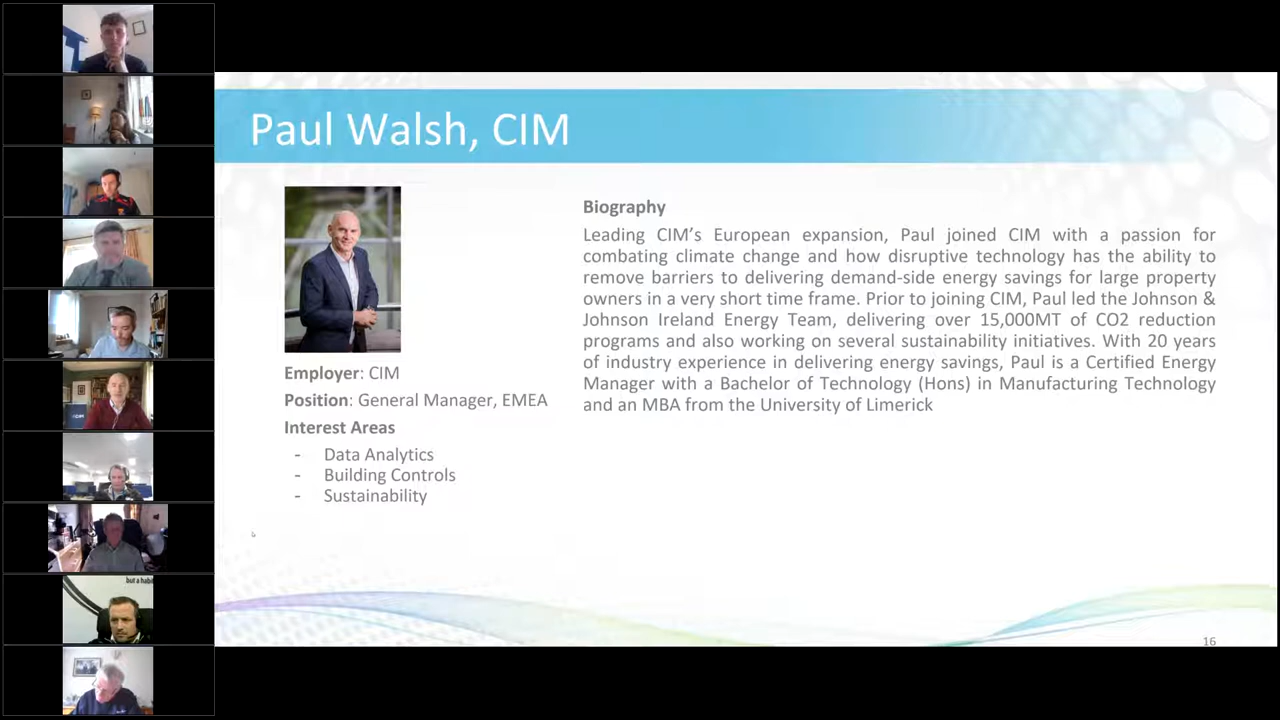 Paul Walsh, CIM
Employer: CIM
Position: General Manager, EMEA
Interest Areas
- Data Analytics
- Building Controls
- Sustainability
Biography
Leading CIM’s European expansion, Paul joined CIM with a passion for
combating climate change and how disruptive technology has the ability to
remove barriers to delivering demand-side energy savings for large property
owners in a very short time frame. Prior to joining CIM, Paul led the Johnson &
Johnson Ireland Energy Team, delivering over 15,000MT of CO2 reduction
programs and also working on several sustainability initiatives. With 20 years
of industry experience in delivering energy savings, Paul is a Certified Energy
Manager with a Bachelor of Technology (Hons) in Manufacturing Technology
and an MBA from the University of Limerick
16
but a habit